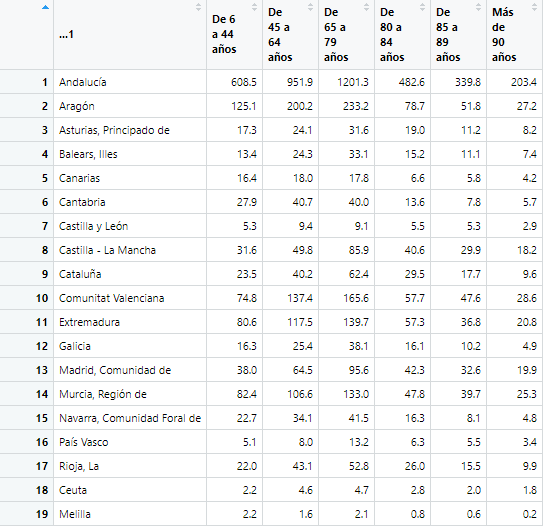 ...1 De 6 a 44 años De 45 a 64 años De 65 a 79 años De 80 a 84 años De 85 a 89 años Más de 90 años
1 Andalucía 608.5 951.9 1201.3 482.6 339.8 203.4
2 Aragón 125.1 200.2 233.2 78.7 51.8 27.2
3 Asturias, Principado de 17.3 24.1 31.6 19.0 11.2 8.2
4 Balears, Illes 13.4 24.3 33.1 15.2 11.1 7.4
5 Canarias 16.4 18.0 17.8 6.6 5.8 4.2
6 Cantabria 27.9 40.7 40.0 13.6 7.8 5.7
7 Castilla y León 5.3 9.4 9.1 5.5 5.3 2.9
8 Castilla - La Mancha 31.6 49.8 85.9 40.6 29.9 18.2
9 Cataluña 23.5 40.2 62.4 29.5 17.7 9.6
10 Comunitat Valenciana 74.8 137.4 165.6 57.7 47.6 28.6
11 Extremadura 80.6 117.5 139.7 57.3 36.8 20.8
12 Galicia 16.3 25.4 38.1 16.1 10.2 4.9
13 Madrid, Comunidad de 38.0 64.5 95.6 42.3 32.6 19.9
14 Murcia, Región de 82.4 106.6 133.0 47.8 39.7 25.3
15 Navarra, Comunidad Foral de 22.7 34.1 41.5 16.3 8.1 4.8
16 País Vasco 5.1 8.0 13.2 6.3 5.5 3.4
17 Rioja, La 22.0 43.1 52.8 26.0 15.5 9.9
18 Ceuta 2.2 4.6 4.7 2.8 2.0 1.8
19 Melilla 2.2 1.6 2.1 0.8 0.6 0.2